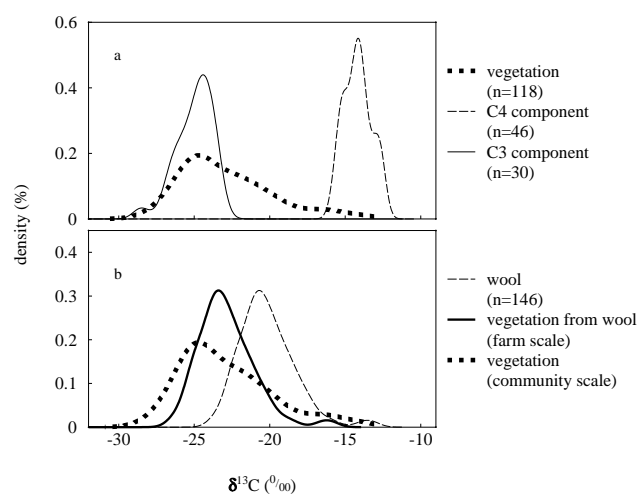 0.6
a
0.4
0.2
0
vegetation
(n=118)
C4 component
(n=46)
C3 component
(n=30)
density (%)
b
0.4
0.3
0.2
0.1
0
wool
(n=146)
vegetation from wool
(farm scale)
vegetation
(community scale)
-30 -25 -20 -15 -10
δ¹³C (⁰/₀₀)